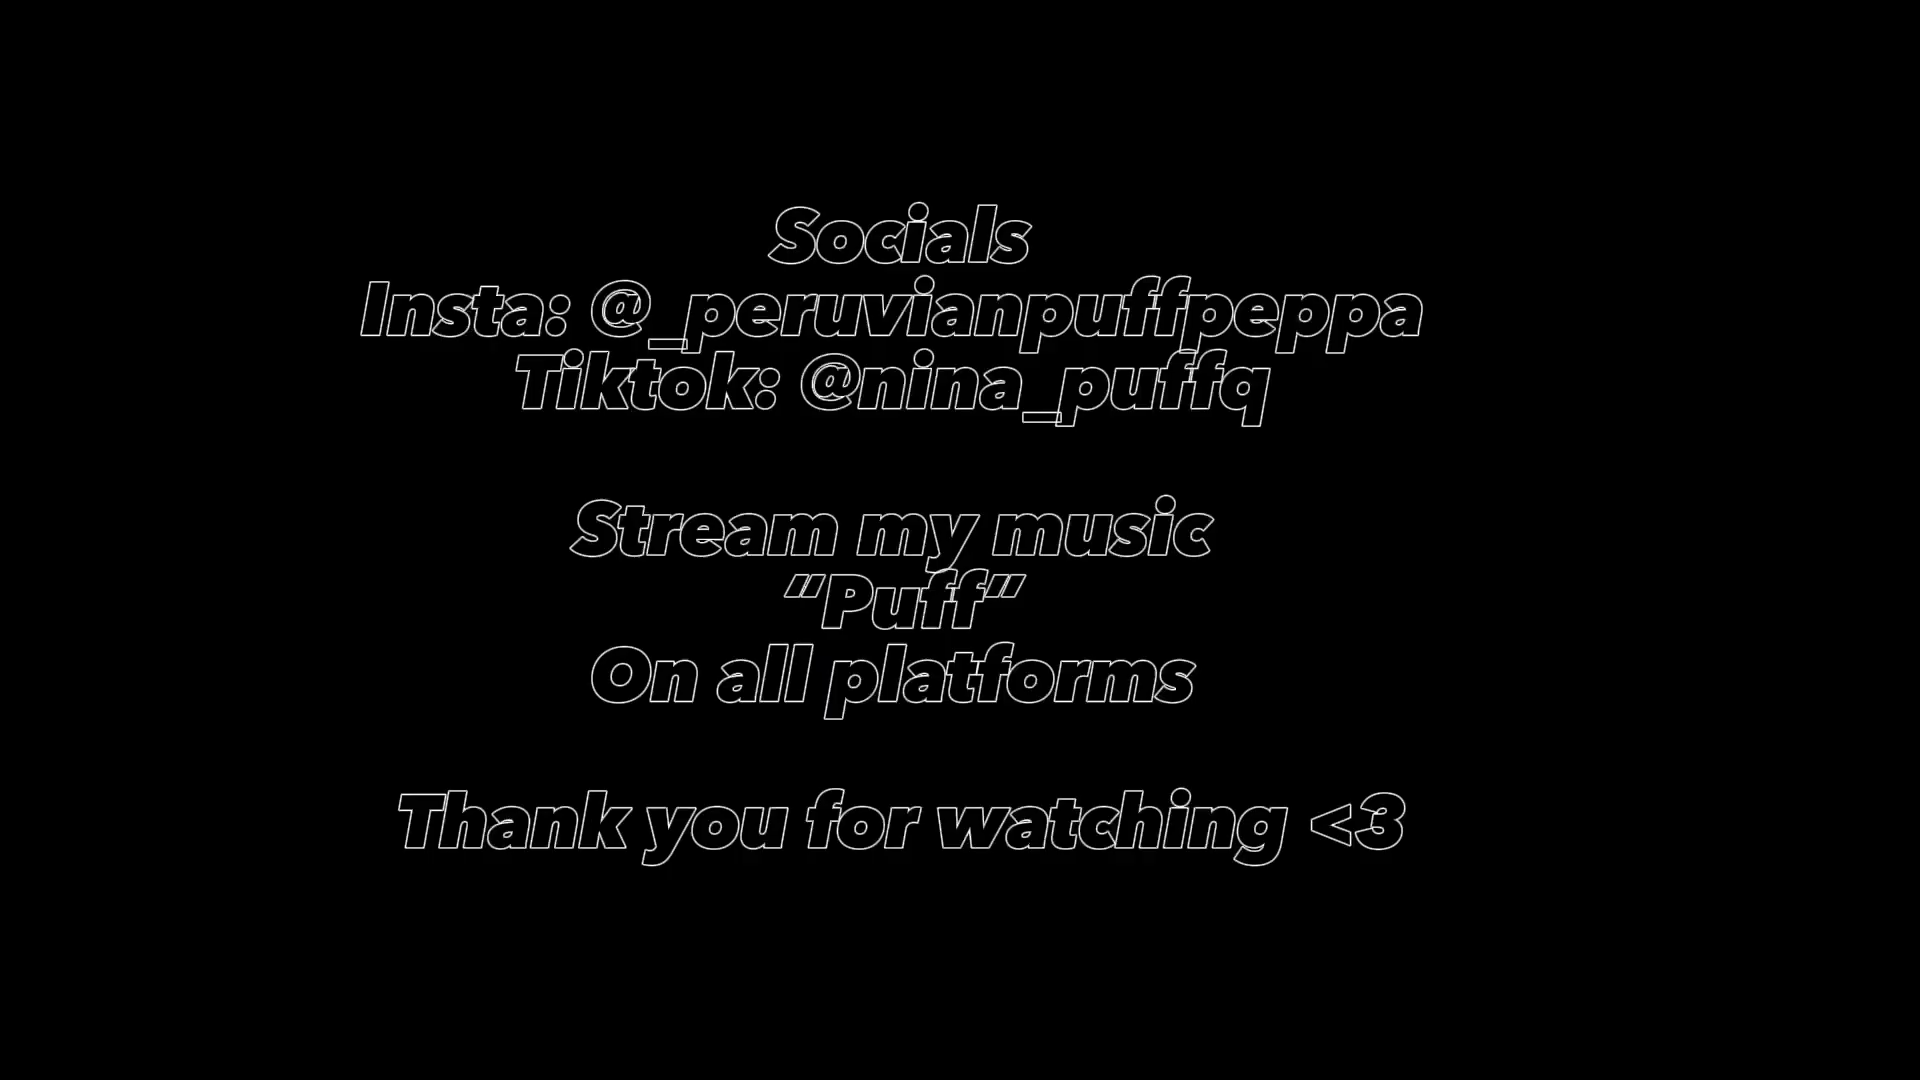 Socials
Insta: @_peruvianpuffpeppa
Tiktok: @nina_puffq
Stream my music
“Puff”
On all platforms
Thank you for watching <3